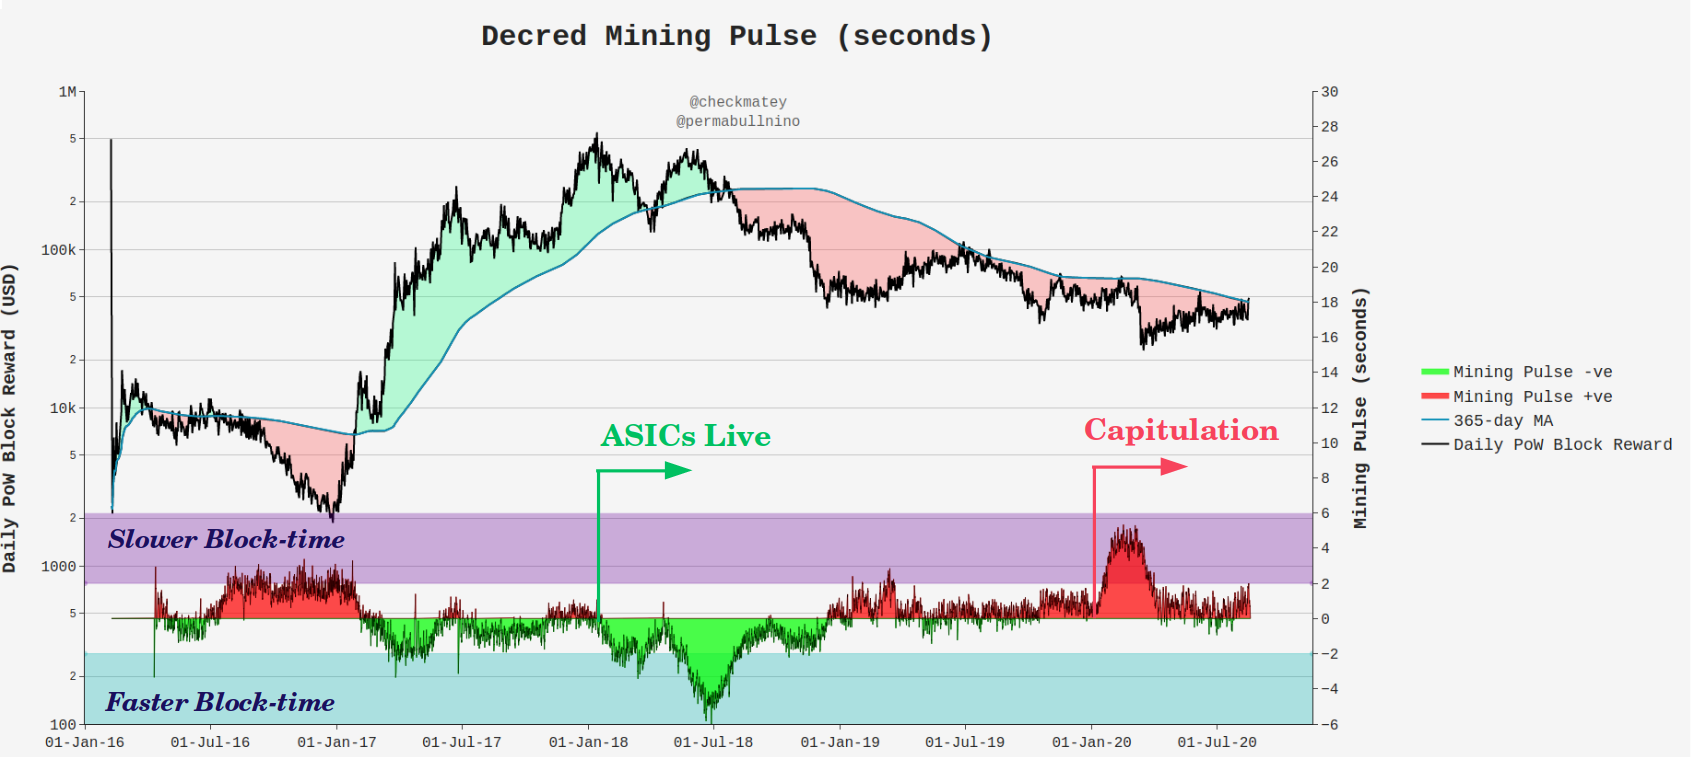 Decred Mining Pulse (seconds)
@checkmatey
@permabullnino
Daily PoW Block Reward (USD)
1M
5
2
100k
5
2
10k
5
2
1000
5
2
100
30
28
26
24
22
20
18
16
14
12
10
8
6
4
2
0
−2
−4
−6
Mining Pulse (seconds)
ASICs Live
Capitulation
Slower Block-time
Faster Block-time
01-Jan-16
01-Jul-16
01-Jan-17
01-Jul-17
01-Jan-18
01-Jul-18
01-Jan-19
01-Jul-19
01-Jan-20
01-Jul-20
Mining Pulse -ve
Mining Pulse +ve
365-day MA
Daily PoW Block Reward